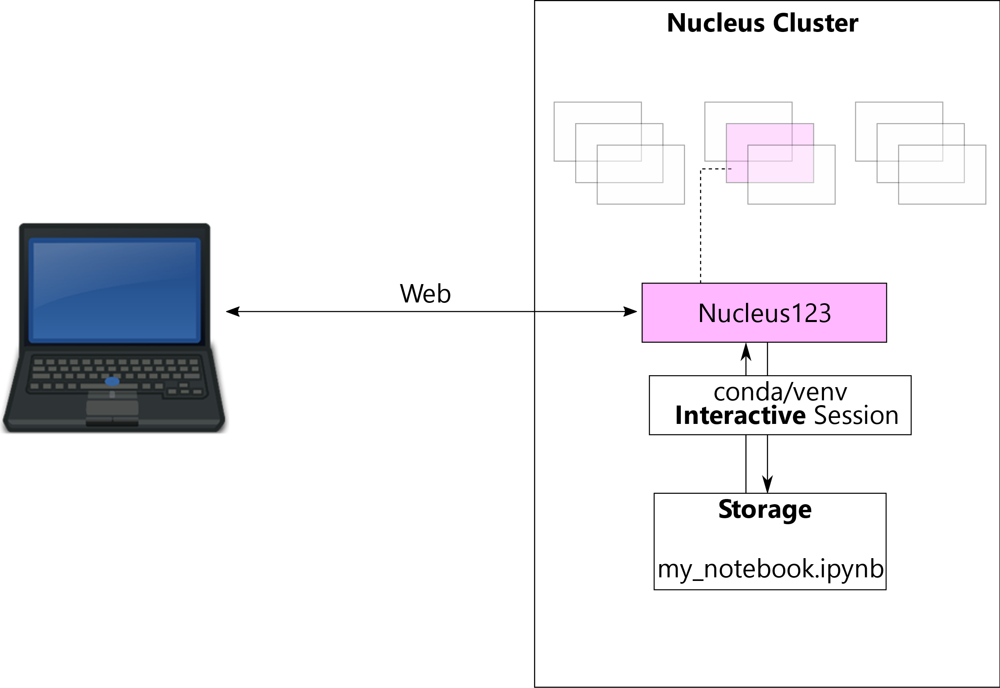 Nucleus Cluster
Web
Nucleus123
conda/venv
Interactive Session
Storage
my_notebook.ipynb